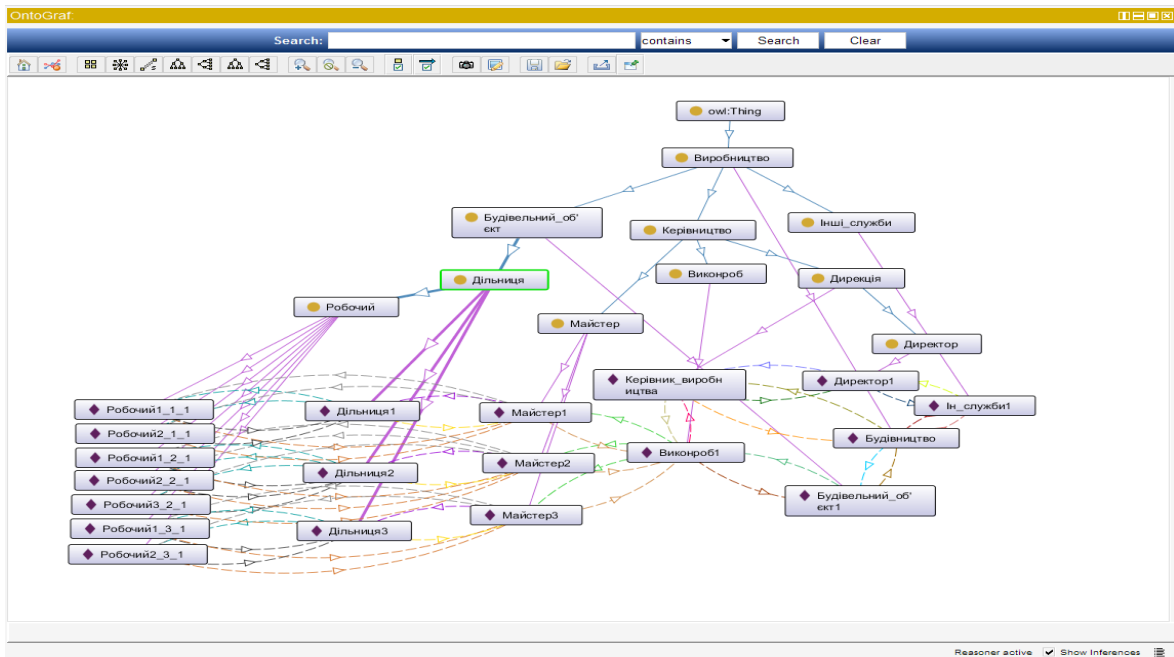 OntoGraf:
Search:
contains
Search
Clear
owl:Thing
Виробництво
Будівельний_об'
єкт
Керівництво
Інші_служби
Дільниця
Виконроб
Дирекція
Робочий
Майстер
Директор
Керівник_виробн
ицтва
Директор1
Ін_служби1
Робочий1_1_1
Дільниця1
Майстер1
Робочий2_1_1
Будівництво
Робочий1_2_1
Майстер2
Виконроб1
Робочий2_2_1
Дільниця2
Будівельний_об'
єкт1
Робочий3_2_1
Майстер3
Робочий1_3_1
Дільниця3
Робочий2_3_1
Reasoner active
Show Inferences